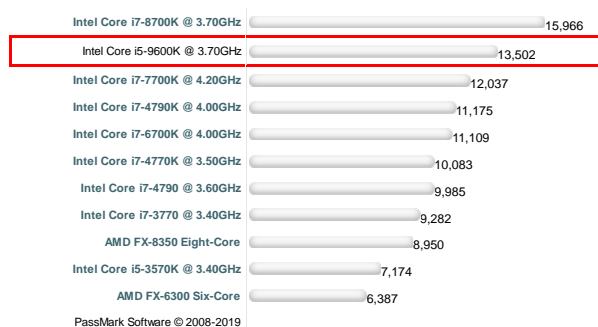 Intel Core i7-8700K @ 3.70GHz 15,966
Intel Core i5-9600K @ 3.70GHz 13,502
Intel Core i7-7700K @ 4.20GHz 12,037
Intel Core i7-4790K @ 4.00GHz 11,175
Intel Core i7-6700K @ 4.00GHz 11,109
Intel Core i7-4770K @ 3.50GHz 10,083
Intel Core i7-4790 @ 3.60GHz 9,985
Intel Core i7-3770 @ 3.40GHz 9,282
AMD FX-8350 Eight-Core 8,950
Intel Core i5-3570K @ 3.40GHz 7,174
AMD FX-6300 Six-Core 6,387
PassMark Software © 2008-2019